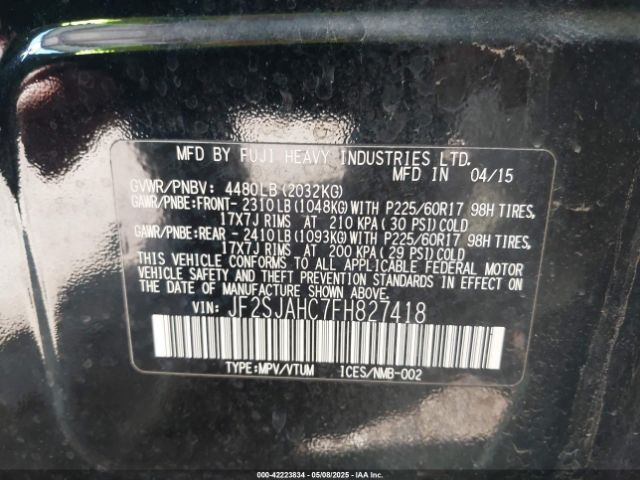 MFD BY FUJI HEAVY INDUSTRIES LTD.
MFD IN 04/15
GVWR/PNBV: 4480LB(2032KG)
GAWR/PNBE:FRONT-2310LB(1048KG)WITH P225/60R17 98H TIRES,
17X7J RIMS AT 210 KPA(30 PSI)COLD
GAWR/PNBE:REAR -2410LB(1093KG)WITH P225/60R17 98H TIRES,
17X7J RIMS AT 200 KPA(29 PSI)COLD
THIS VEHICLE CONFORMS TO ALL APPLICABLE FEDERAL MOTOR
VEHICLE SAFETY AND THEFT PREVENTION STANDARDS IN EFFECT ON
THE DATE OF MANUFACTURE SHOWN ABOVE.
VIN: JF2SJAHC7FH827418
TYPE:MPV/VTUM ICES/NMB-002
000-42223834 - 05/08/2025 - IAA Inc.